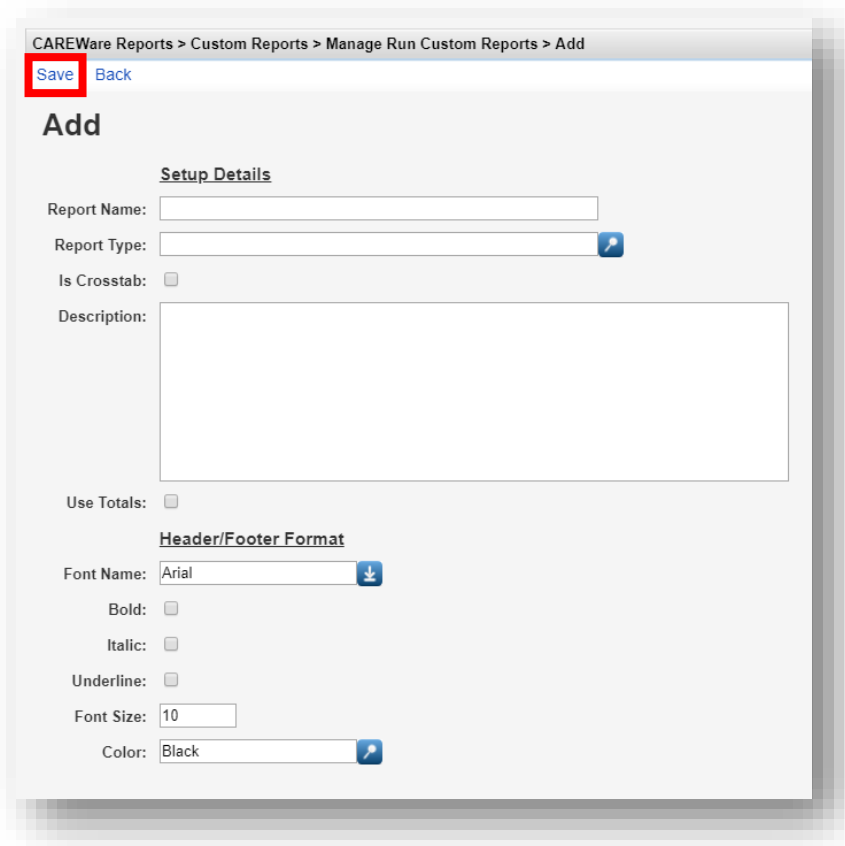 CAREWare Reports > Custom Reports > Manage Run Custom Reports > Add
Save Back
Add
Setup Details
Report Name:
Report Type:
Is Crosstab:
Description:
Use Totals:
Header/Footer Format
Font Name: Arial
Bold:
Italic:
Underline:
Font Size: 10
Color: Black